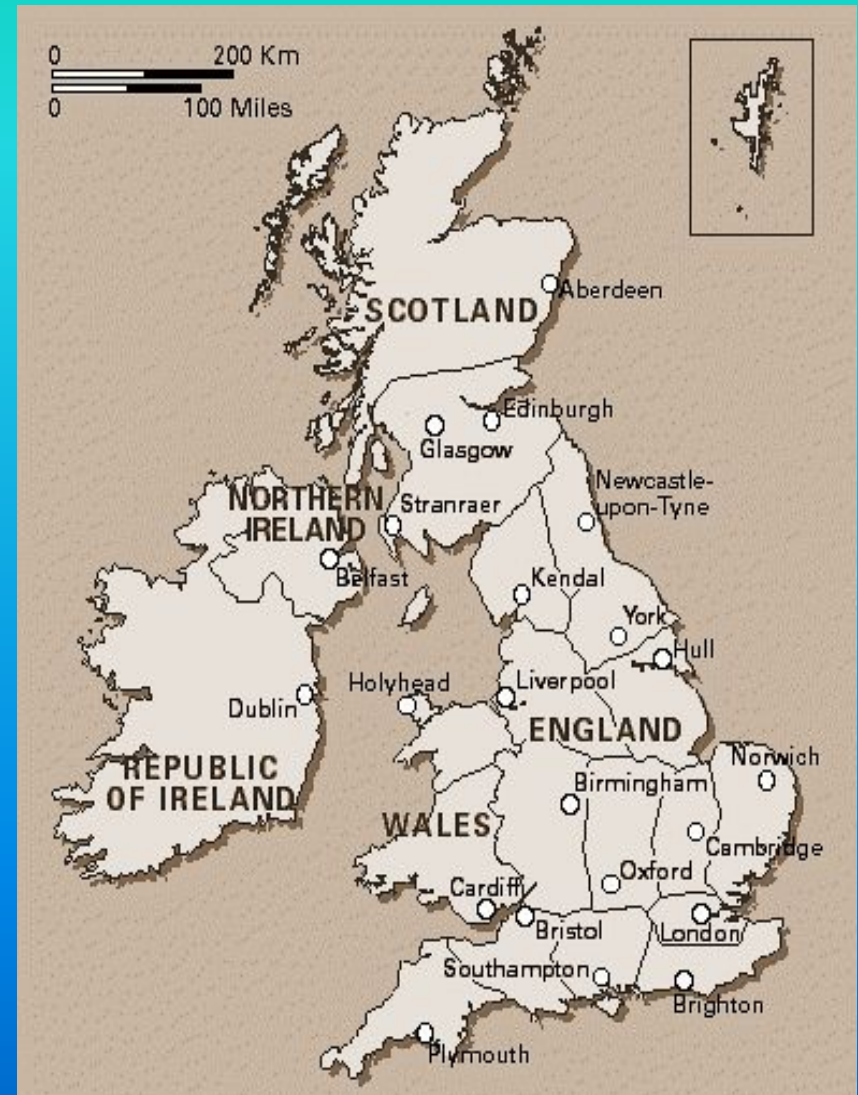 0 200 Km
0 100 Miles
Aberdeen
SCOTLAND
Edinburgh
Glasgow
Newcastle-
upon-Tyne
NORTHERN
IRELAND
Stranraer
Belfast
Kendal
York
Hull
Holyhead
Liverpool
Dublin
ENGLAND
REPUBLIC
OF IRELAND
Norwich
Birmingham
WALES
Cambridge
Oxford
Cardiff
Bristol
London
Southampton
Brighton
Plymouth